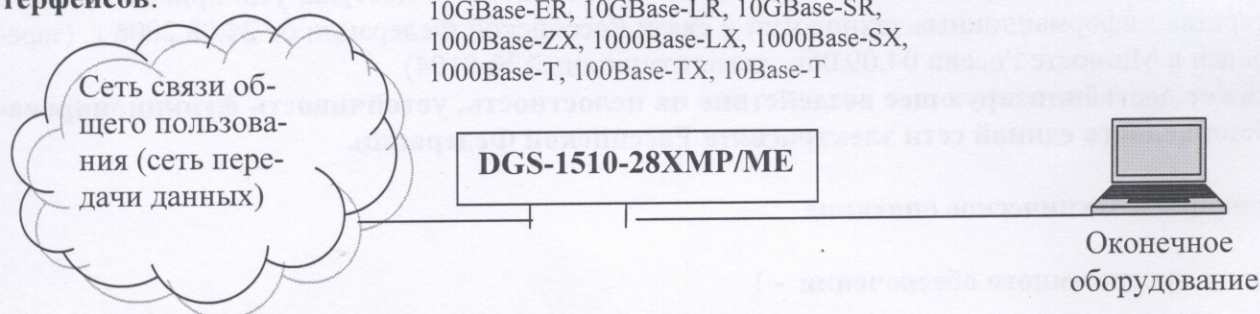 терфейсов:
10GBase-ER, 10GBase-LR, 10GBase-SR,
1000Base-ZX, 1000Base-LX, 1000Base-SX,
1000Base-T, 100Base-TX, 10Base-T
Сеть связи об-
щего пользова-
ния (сеть пере-
дачи данных)
DGS-1510-28XMP/ME
Оконечное
оборудование